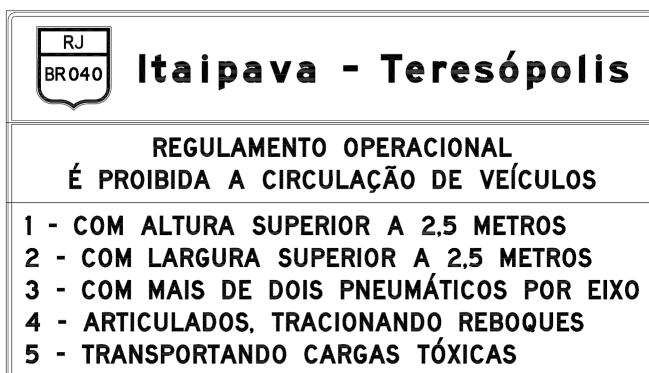 RJ
BR040
Itaipava - Teresópolis
REGULAMENTO OPERACIONAL
É PROIBIDA A CIRCULAÇÃO DE VEÍCULOS
1 - COM ALTURA SUPERIOR A 2,5 METROS
2 - COM LARGURA SUPERIOR A 2,5 METROS
3 - COM MAIS DE DOIS PNEUMÁTICOS POR EIXO
4 - ARTICULADOS, TRACIONANDO REBOQUES
5 - TRANSPORTANDO CARGAS TÓXICAS